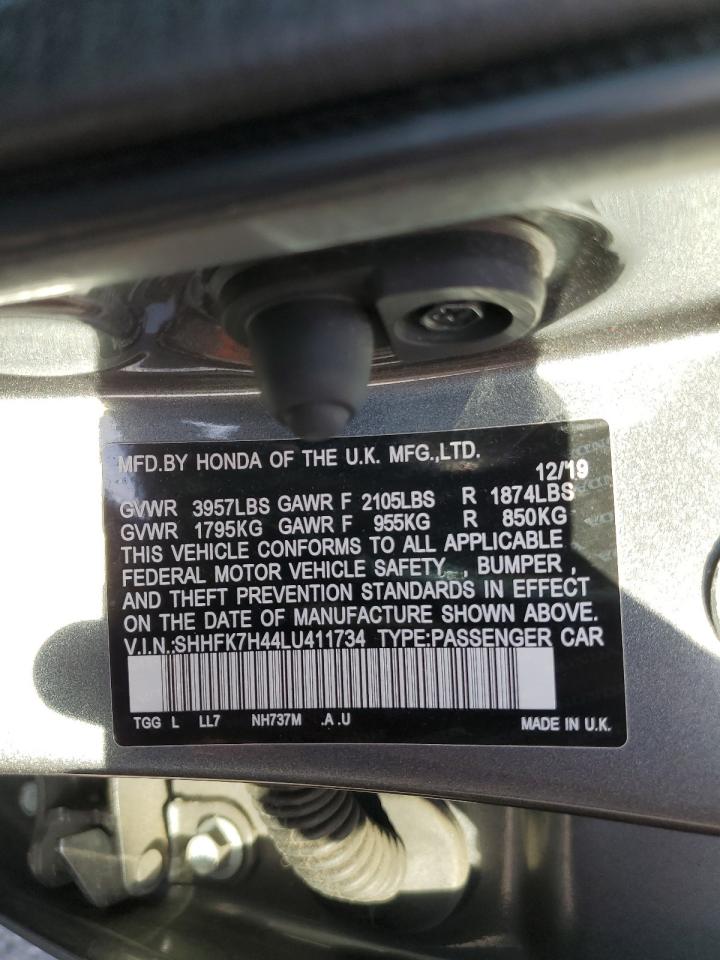 MFD.BY HONDA OF THE U.K. MFG.,LTD.
12/19
GVWR 3957LBS GAWR F 2105LBS R 1874LBS
GVWR 1795KG GAWR F 955KG R 850KG
THIS VEHICLE CONFORMS TO ALL APPLICABLE
FEDERAL MOTOR VEHICLE SAFETY , BUMPER ,
AND THEFT PREVENTION STANDARDS IN EFFECT
ON THE DATE OF MANUFACTURE SHOWN ABOVE.
V.I.N.:SHHFK7H44LU411734 TYPE:PASSENGER CAR
TGG L LL7 NH737M .A .U MADE IN U.K.